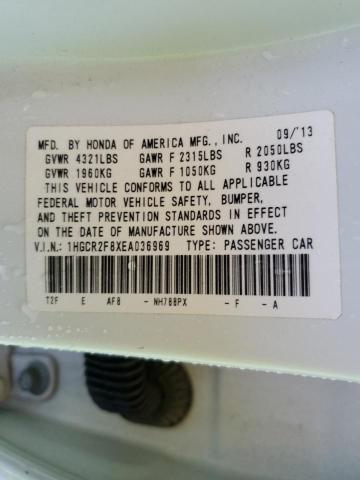 MFD. BY HONDA OF AMERICA MFG., INC. 09/'13
GVWR 4321LBS GAWR F 2315LBS R 2050LBS
GVWR 1960KG GAWR F 1050KG R 930KG
THIS VEHICLE CONFORMS TO ALL APPLICABLE
FEDERAL MOTOR VEHICLE SAFETY, BUMPER,
AND THEFT PREVENTION STANDARDS IN EFFECT
ON THE DATE OF MANUFACTURE SHOWN ABOVE.
V.I.N.: 1HGCR2F8XEA036969 TYPE: PASSENGER CAR
T2F E AF8 -NH788PX -F -A